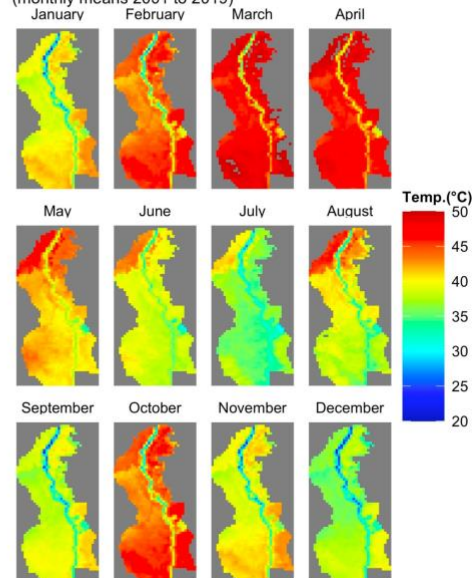 (monthly means 2001 to 2019)
January February March April
Temp.(°C)
May June July August
50
45
40
35
30
25
20
September October November December